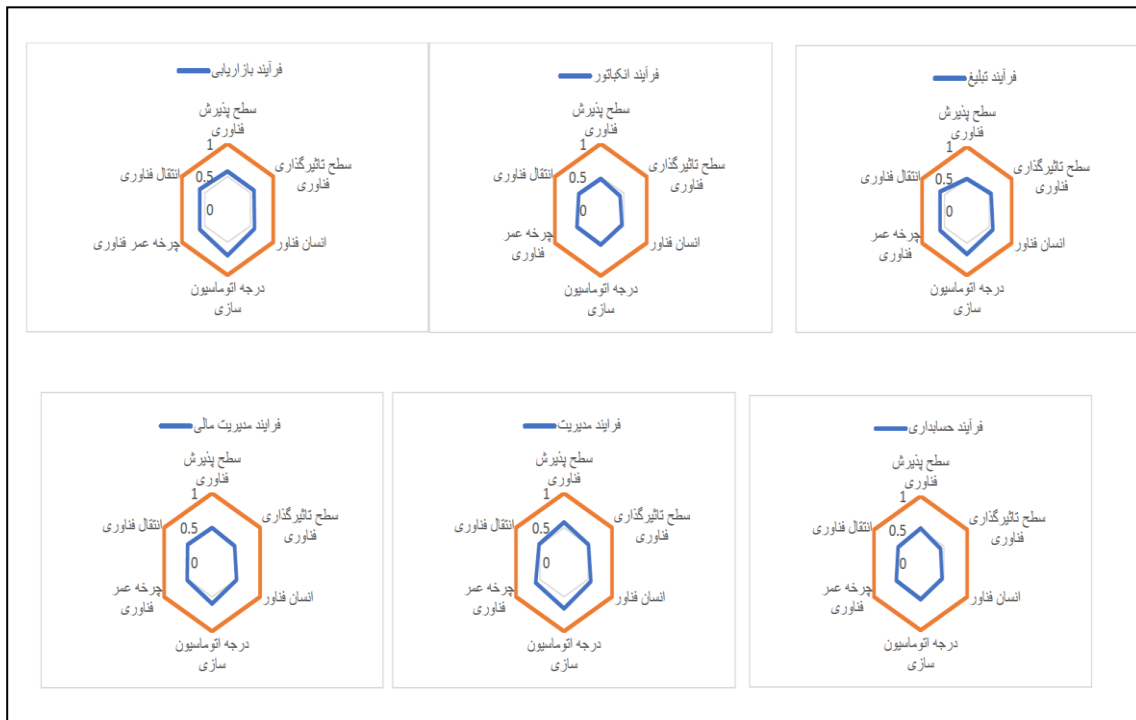 فرآیند بازاریابی
سطح پذیرش
فناوری
1
سطح تاثیرگذاری
فناوری
انتقال فناوری
0.5
0
انسان فناور
چرخه عمر فناوری
درجه اتوماسیون
سازی
فرآیند انکباتور
سطح پذیرش
فناوری
1
سطح تاثیرگذاری
فناوری
انتقال فناوری
0.5
0
انسان فناور
چرخه عمر
فناوری
درجه اتوماسیون
سازی
فرآیند تبلیغ
سطح پذیرش
فناوری
1
سطح تاثیرگذاری
فناوری
انتقال فناوری
0.5
0
انسان فناور
چرخه عمر
فناوری
درجه اتوماسیون
سازی
فرایند مدیریت مالی
سطح پذیرش
فناوری
1
سطح تاثیرگذاری
فناوری
انتقال فناوری
0.5
0
انسان فناور
چرخه عمر
فناوری
درجه اتوماسیون
سازی
فرایند مدیریت
سطح پذیرش
فناوری
1
سطح تاثیرگذاری
فناوری
انتقال فناوری
0.5
0
انسان فناور
چرخه عمر
فناوری
درجه اتوماسیون
سازی
فرآیند حسابداری
سطح پذیرش
فناوری
1
سطح تاثیرگذاری
فناوری
انتقال فناوری
0.5
0
انسان فناور
چرخه عمر
فناوری
درجه اتوماسیون
سازی